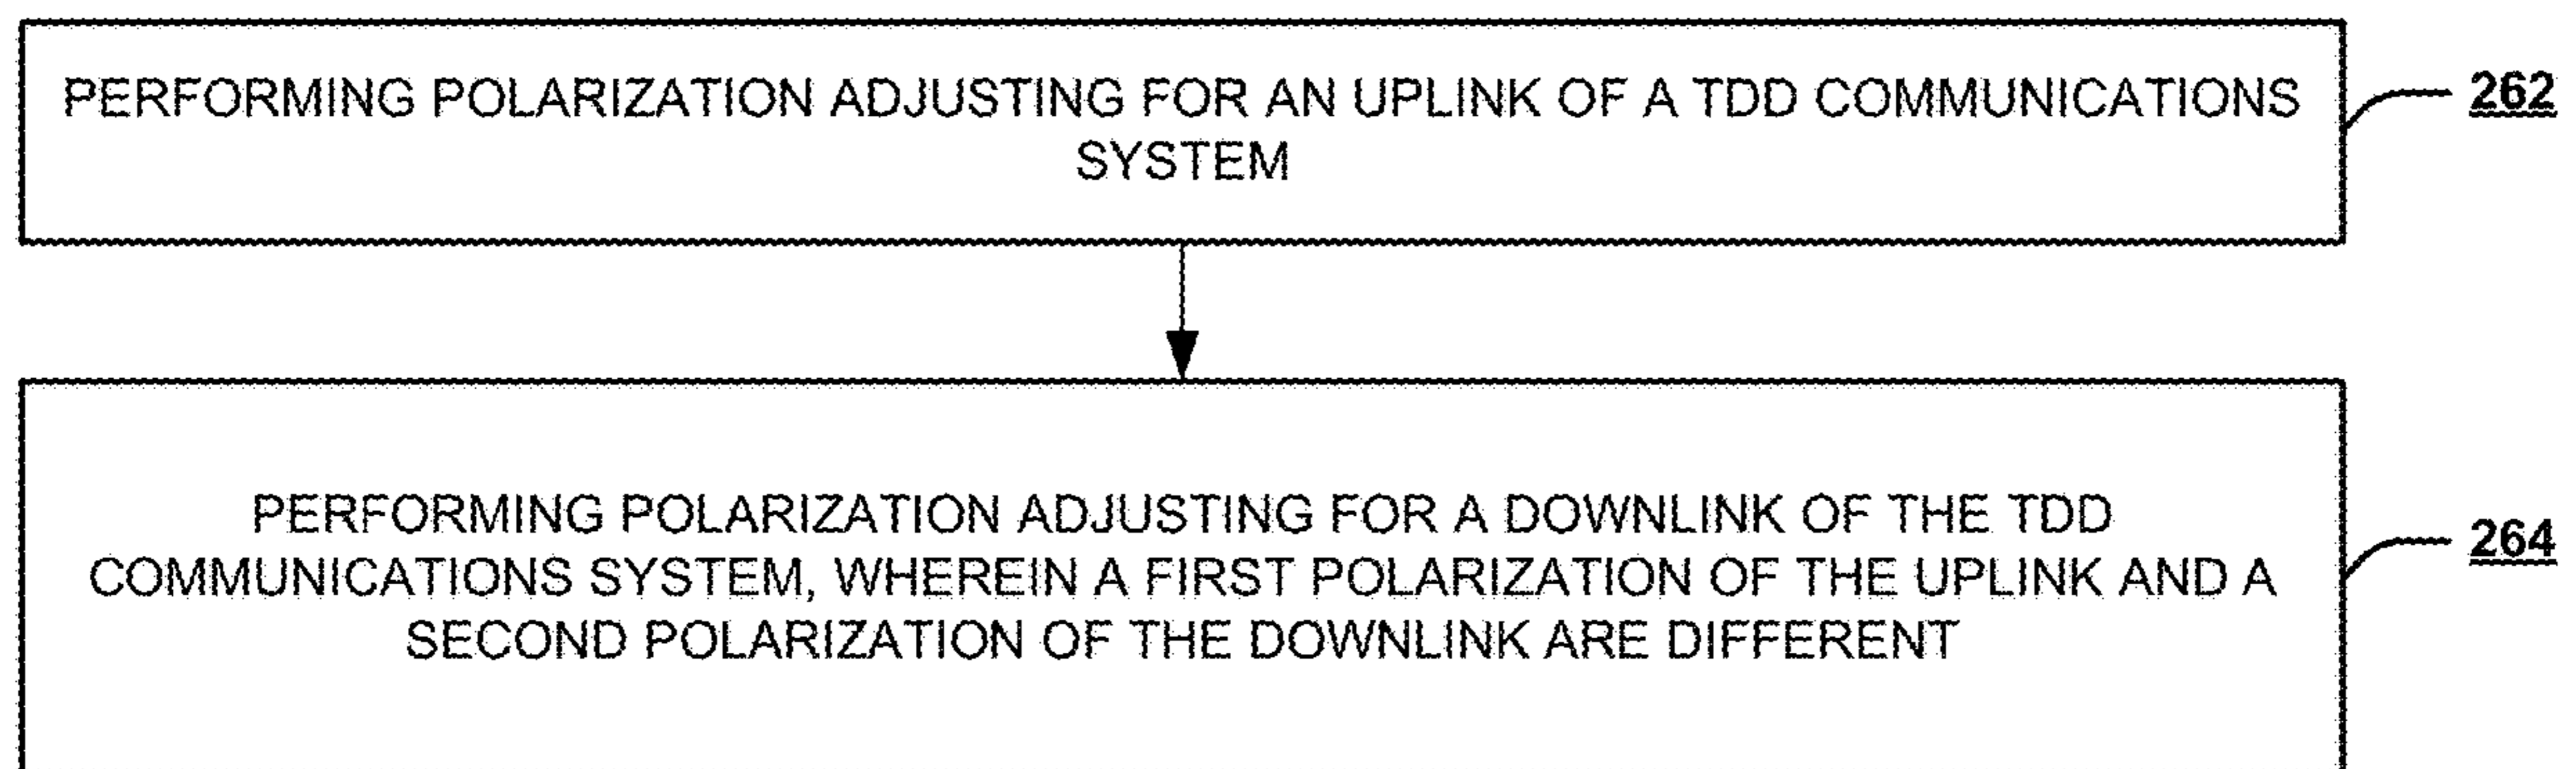 PERFORMING POLARIZATION ADJUSTING FOR AN UPLINK OF A TDD COMMUNICATIONS
SYSTEM
262
PERFORMING POLARIZATION ADJUSTING FOR A DOWNLINK OF THE TDD
COMMUNICATIONS SYSTEM, WHEREIN A FIRST POLARIZATION OF THE UPLINK AND A
SECOND POLARIZATION OF THE DOWNLINK ARE DIFFERENT
264